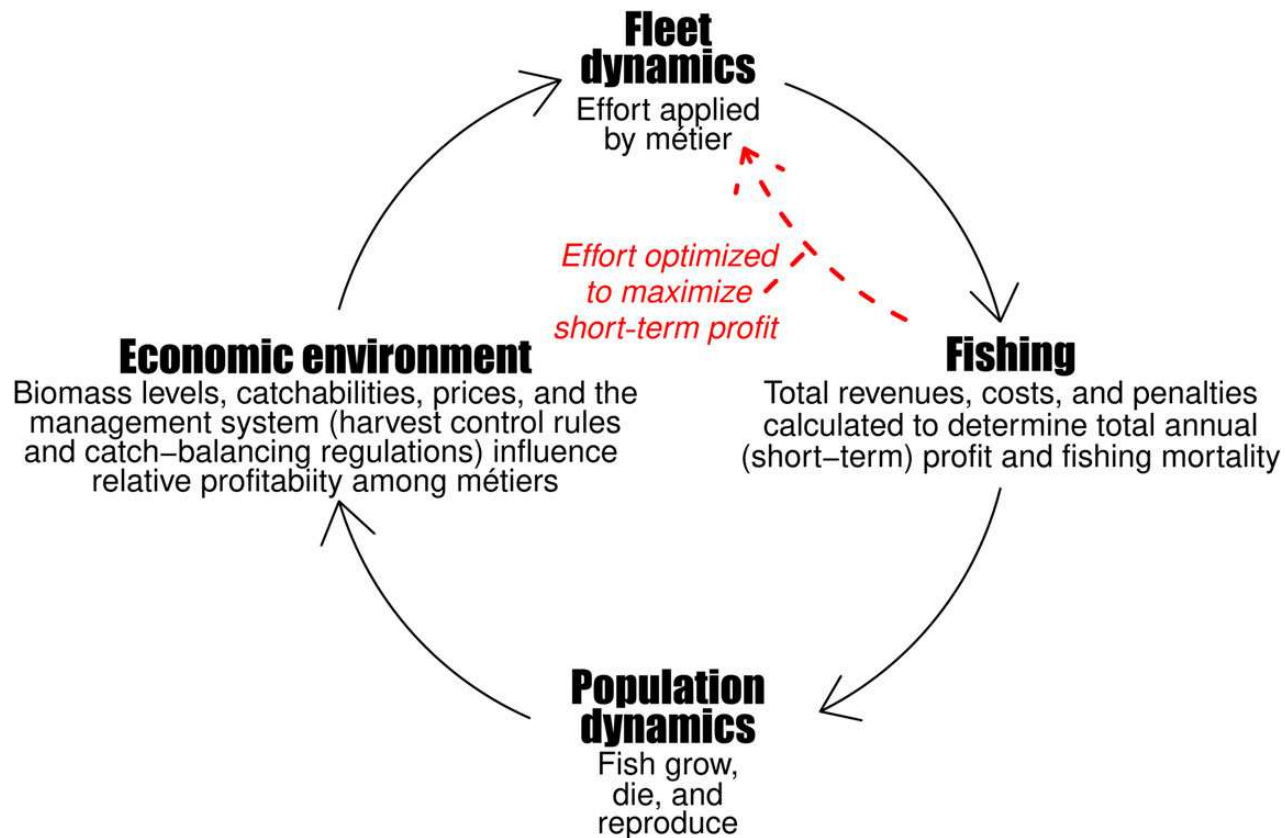 Fleet
dynamics
Effort applied
by métier
Effort optimized
to maximize
short-term profit
Economic environment
Biomass levels, catchabilities, prices, and the
management system (harvest control rules
and catch−balancing regulations) influence
relative profitabiity among métiers
Fishing
Total revenues, costs, and penalties
calculated to determine total annual
(short−term) profit and fishing mortality
Population
dynamics
Fish grow,
die, and
reproduce